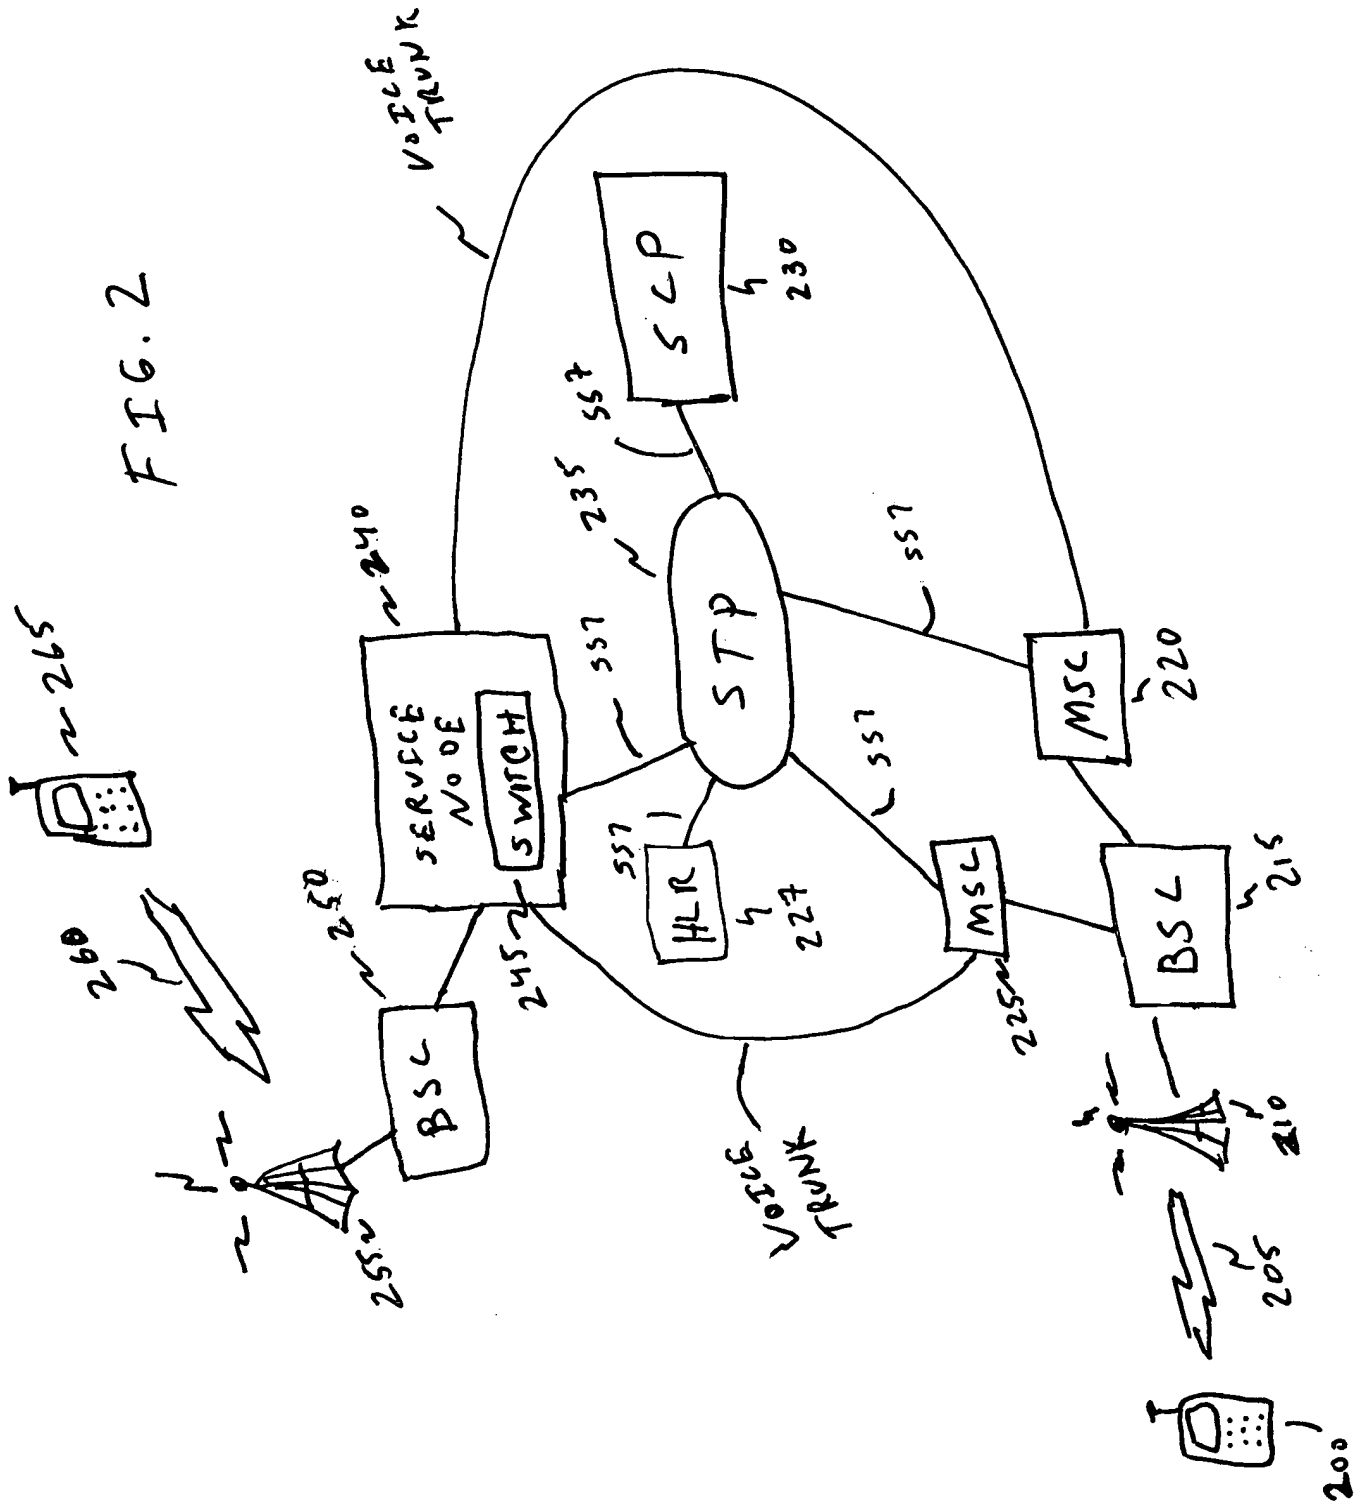 FIG. 2
VOICE
TRUNK
265
260
240
SERVICE
NODE
SWITCH
250
245
BSC
255
SS7
235
SS7
SCP
230
STP
SS7
HLR
227
SS7
SS7
MSC
220
MSC
225
BSC
215
VOICE
TRUNK
210
205
200